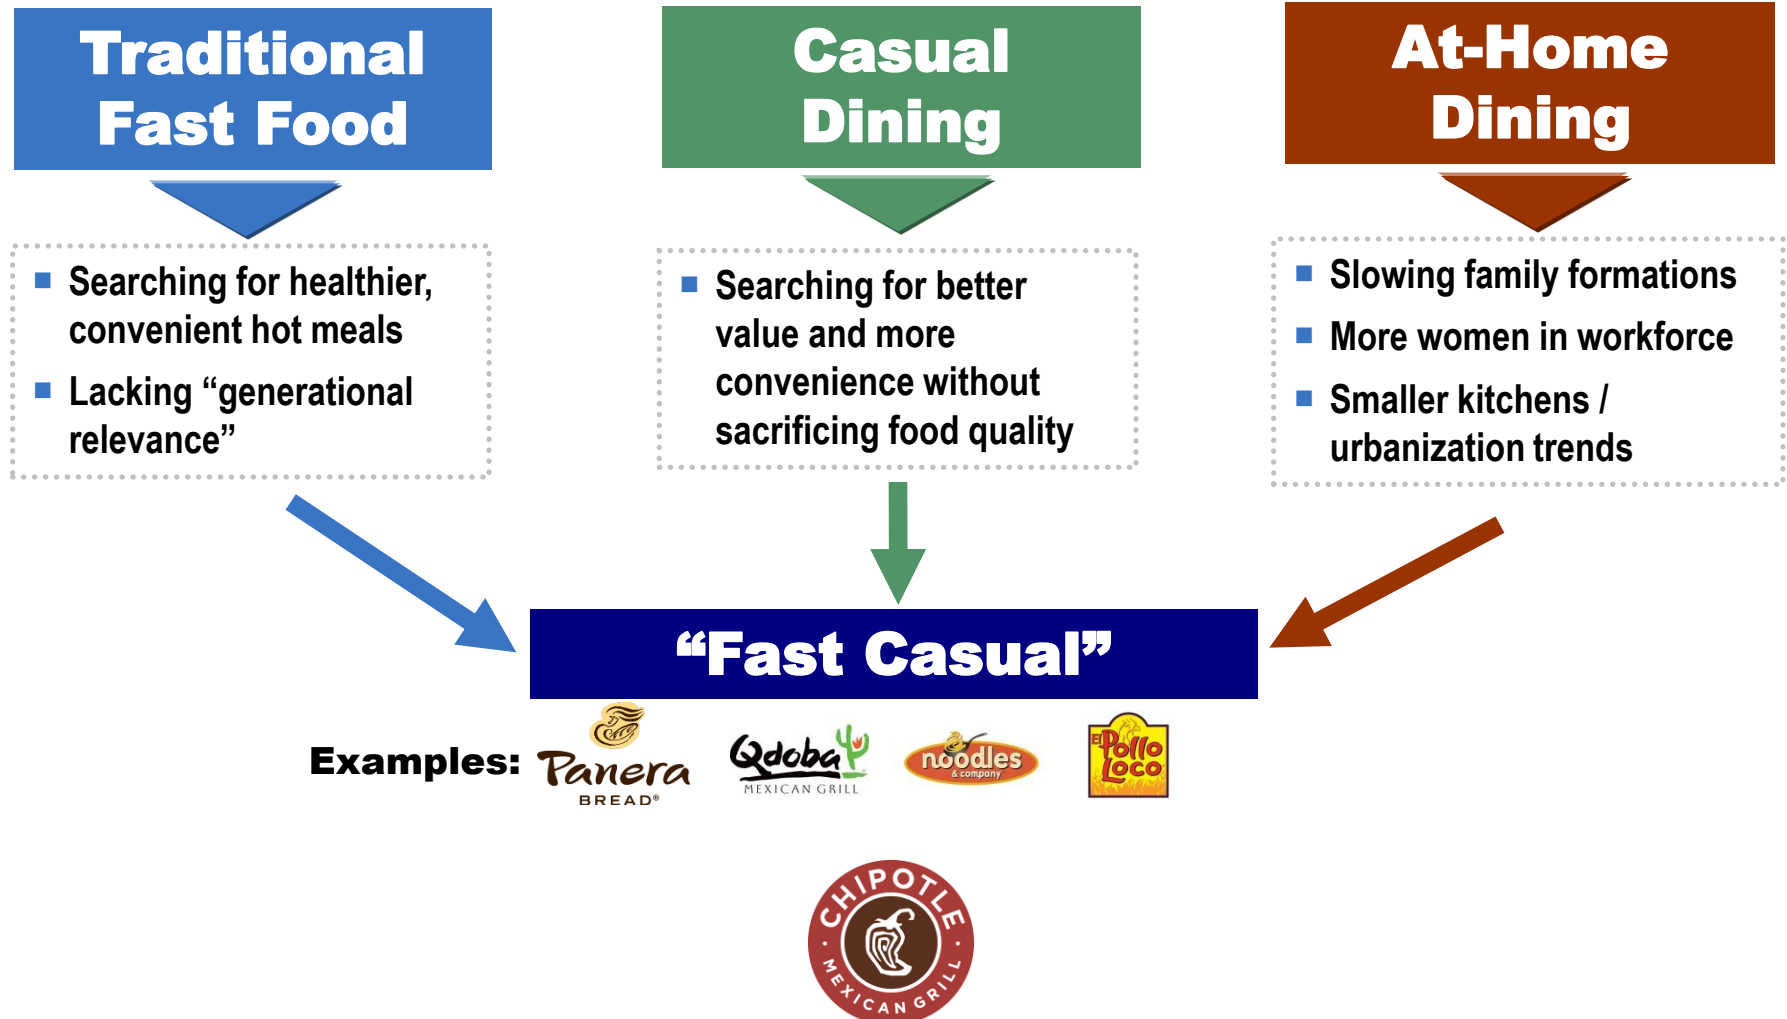 Traditional
Fast Food
Casual
Dining
At-Home
Dining
Searching for healthier,
convenient hot meals
Lacking “generational
relevance”
Searching for better
value and more
convenience without
sacrificing food quality
Slowing family formations
More women in workforce
Smaller kitchens /
urbanization trends
“Fast Casual”
Examples:
Panera
BREAD®
Qdoba
MEXICAN GRILL
noodles
& company
El Pollo
Loco
CHIPOTLE
MEXICAN GRILL